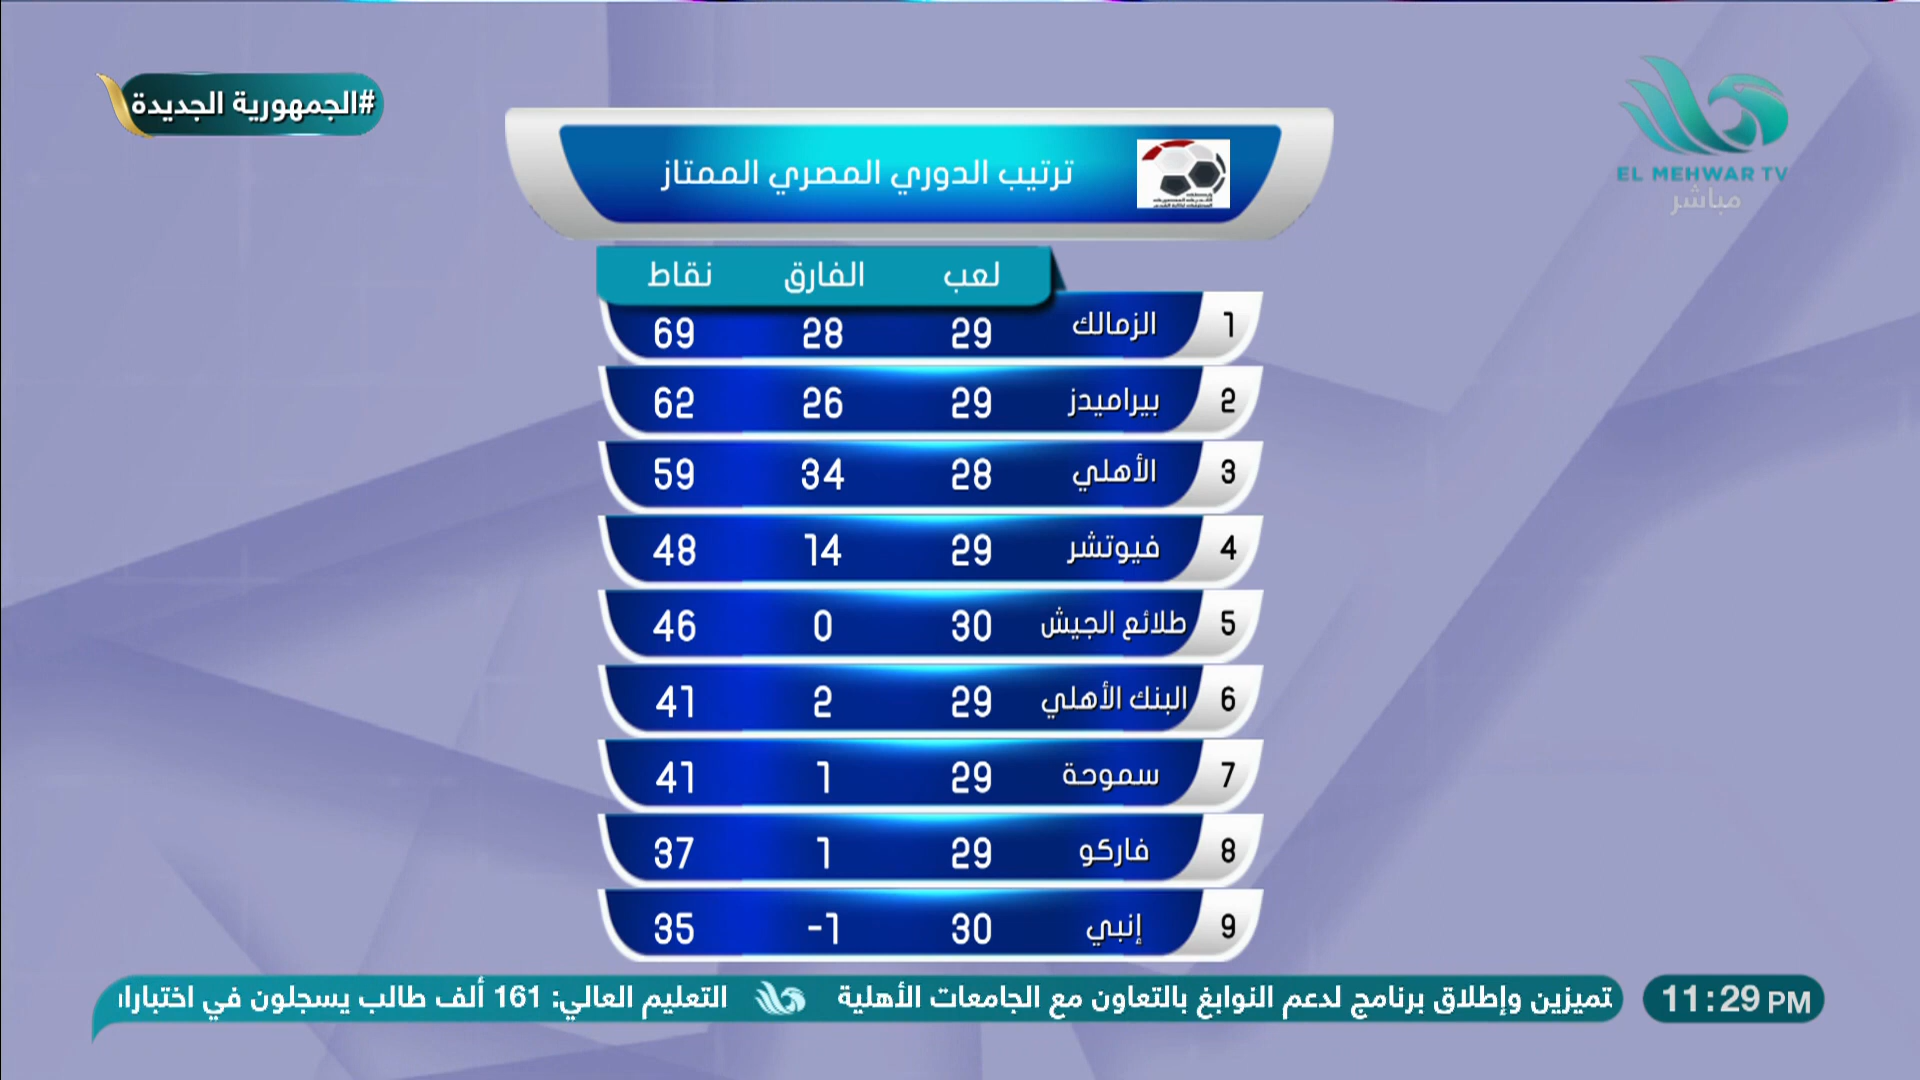 #الجمهورية الجديدة
EL MEHWAR TV
مباشر
ترتيب الدوري المصري الممتاز
لعب الفارق نقاط
1 الزمالك 29 28 69
2 بيراميدز 29 26 62
3 الأهلي 28 34 59
4 فيوتشر 29 14 48
5 طلائع الجيش 30 0 46
6 البنك الأهلي 29 2 41
7 سموحة 29 1 41
8 فاركو 29 1 37
9 إنبي 30 -1 35
11:29 PM
تميزين وإطلاق برنامج لدعم النوابغ بالتعاون مع الجامعات الأهلية التعليم العالي: 161 ألف طالب يسجلون في اختبارا